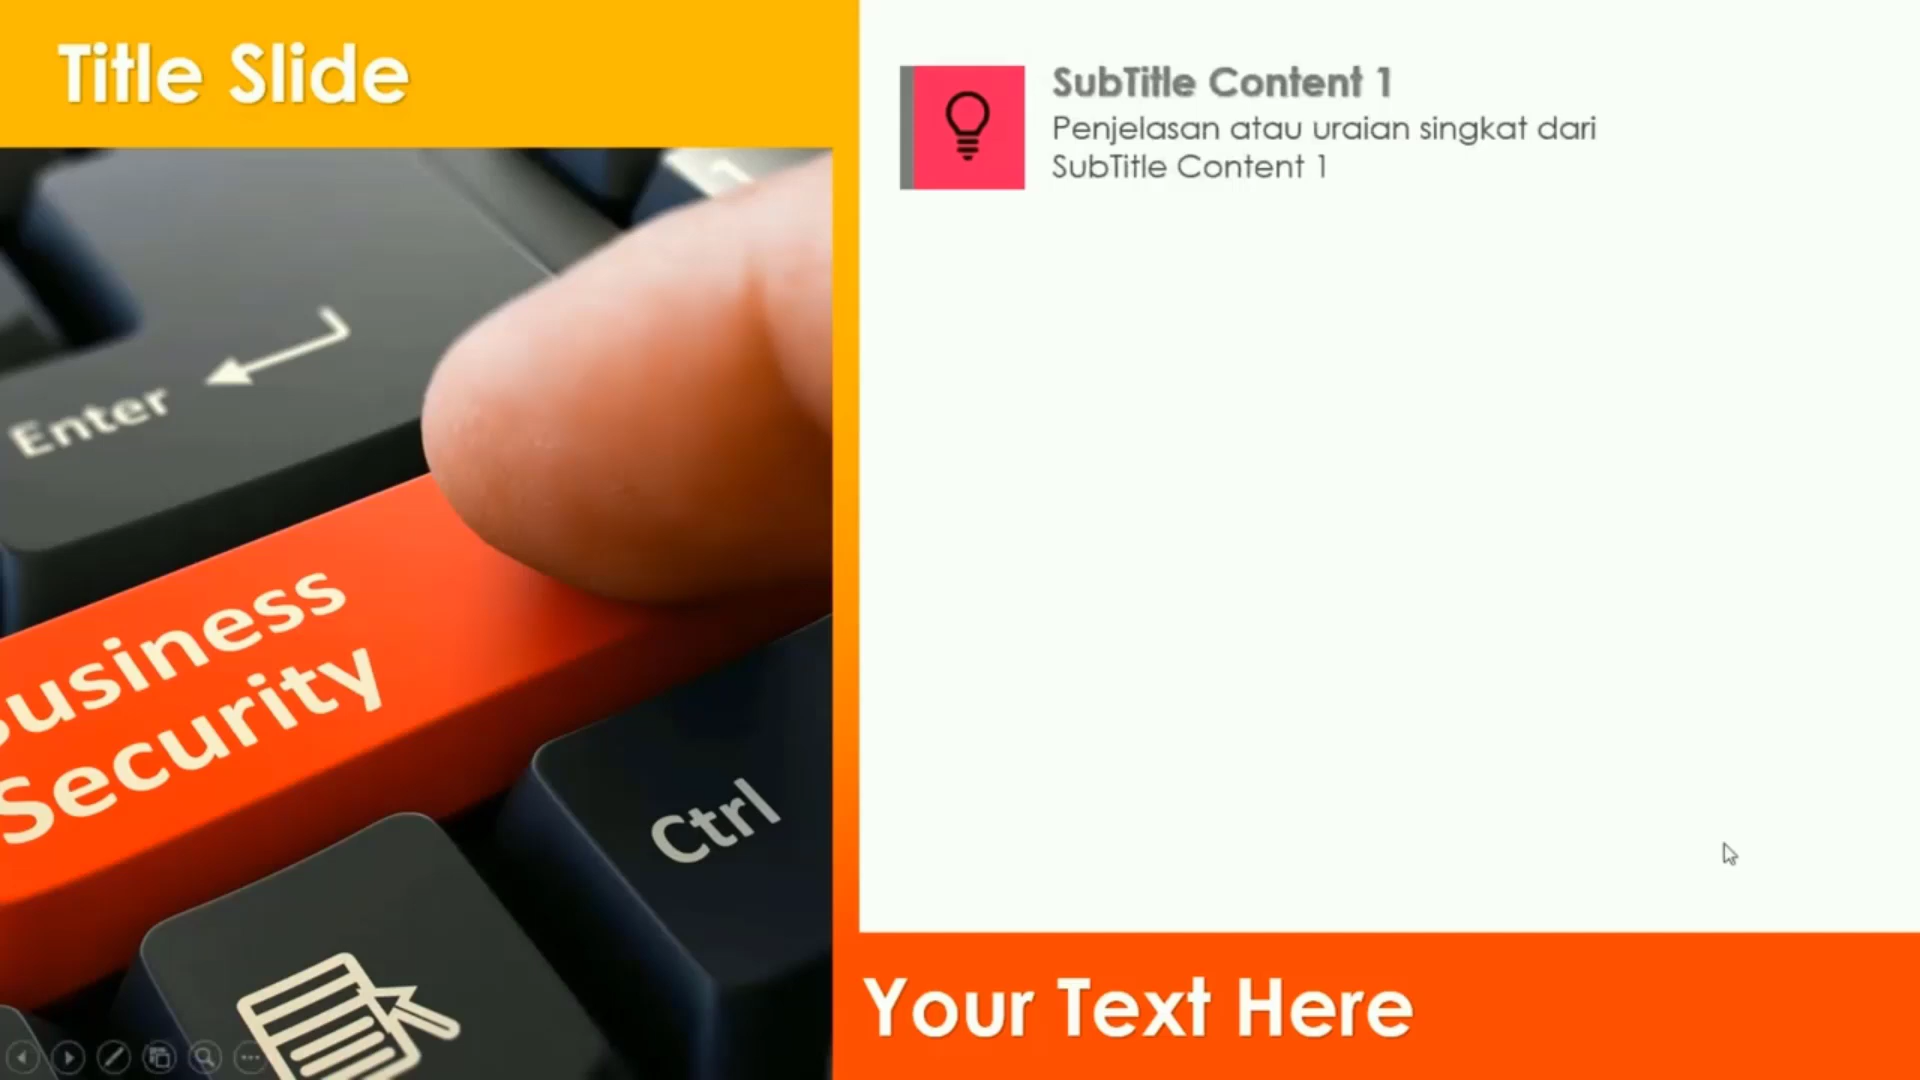 Title Slide
SubTitle Content 1
Penjelasan atau uraian singkat dari
SubTitle Content 1
Enter
usiness
Security
Ctrl
Your Text Here